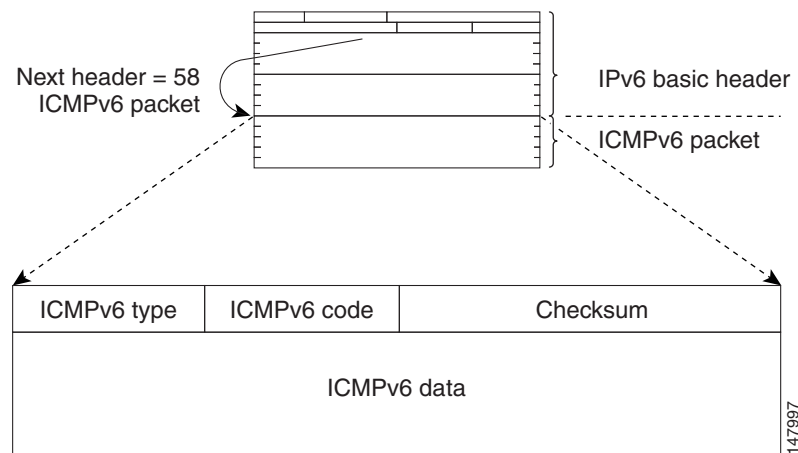 Next header = 58
ICMPv6 packet
IPv6 basic header
ICMPv6 packet
ICMPv6 type
ICMPv6 code
Checksum
ICMPv6 data
147997